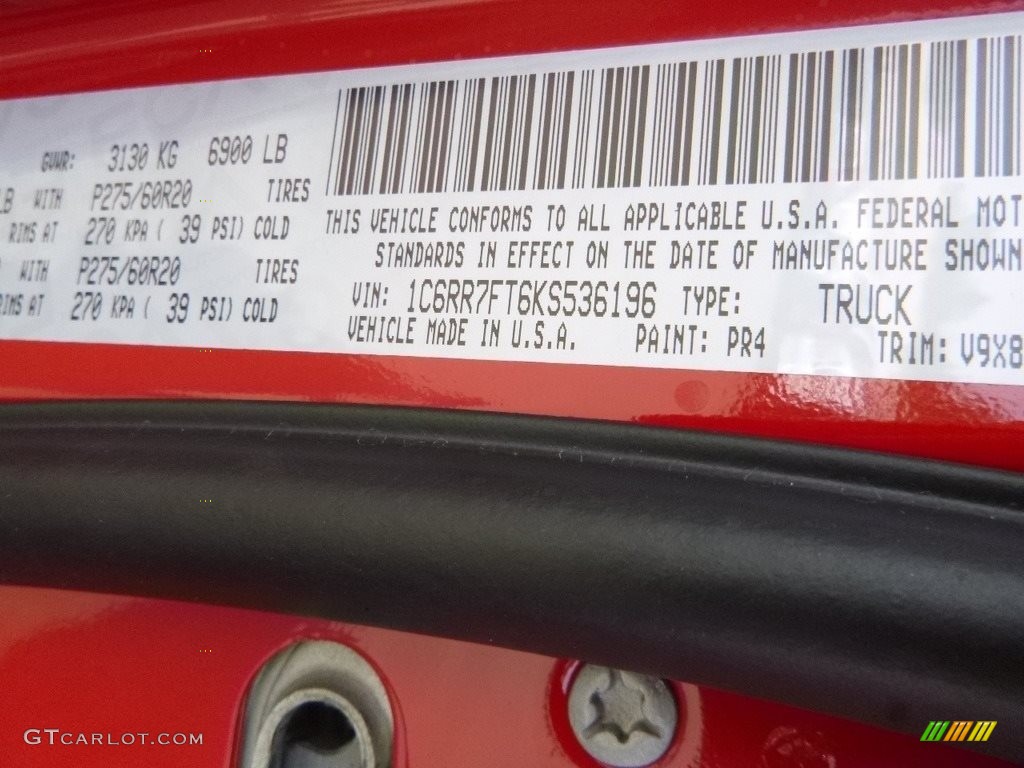 GVWR: 3130 KG 6900 LB
LB WITH P275/60R20 TIRES
RIMS AT 270 KPA ( 39 PSI) COLD
WITH P275/60R20 TIRES
RIMS AT 270 KPA ( 39 PSI) COLD
THIS VEHICLE CONFORMS TO ALL APPLICABLE U.S.A. FEDERAL MOT
STANDARDS IN EFFECT ON THE DATE OF MANUFACTURE SHOWN
VIN: 1C6RR7FT6KS536196 TYPE: TRUCK
VEHICLE MADE IN U.S.A. PAINT: PR4 TRIM: V9X8
GTCARLOT.COM